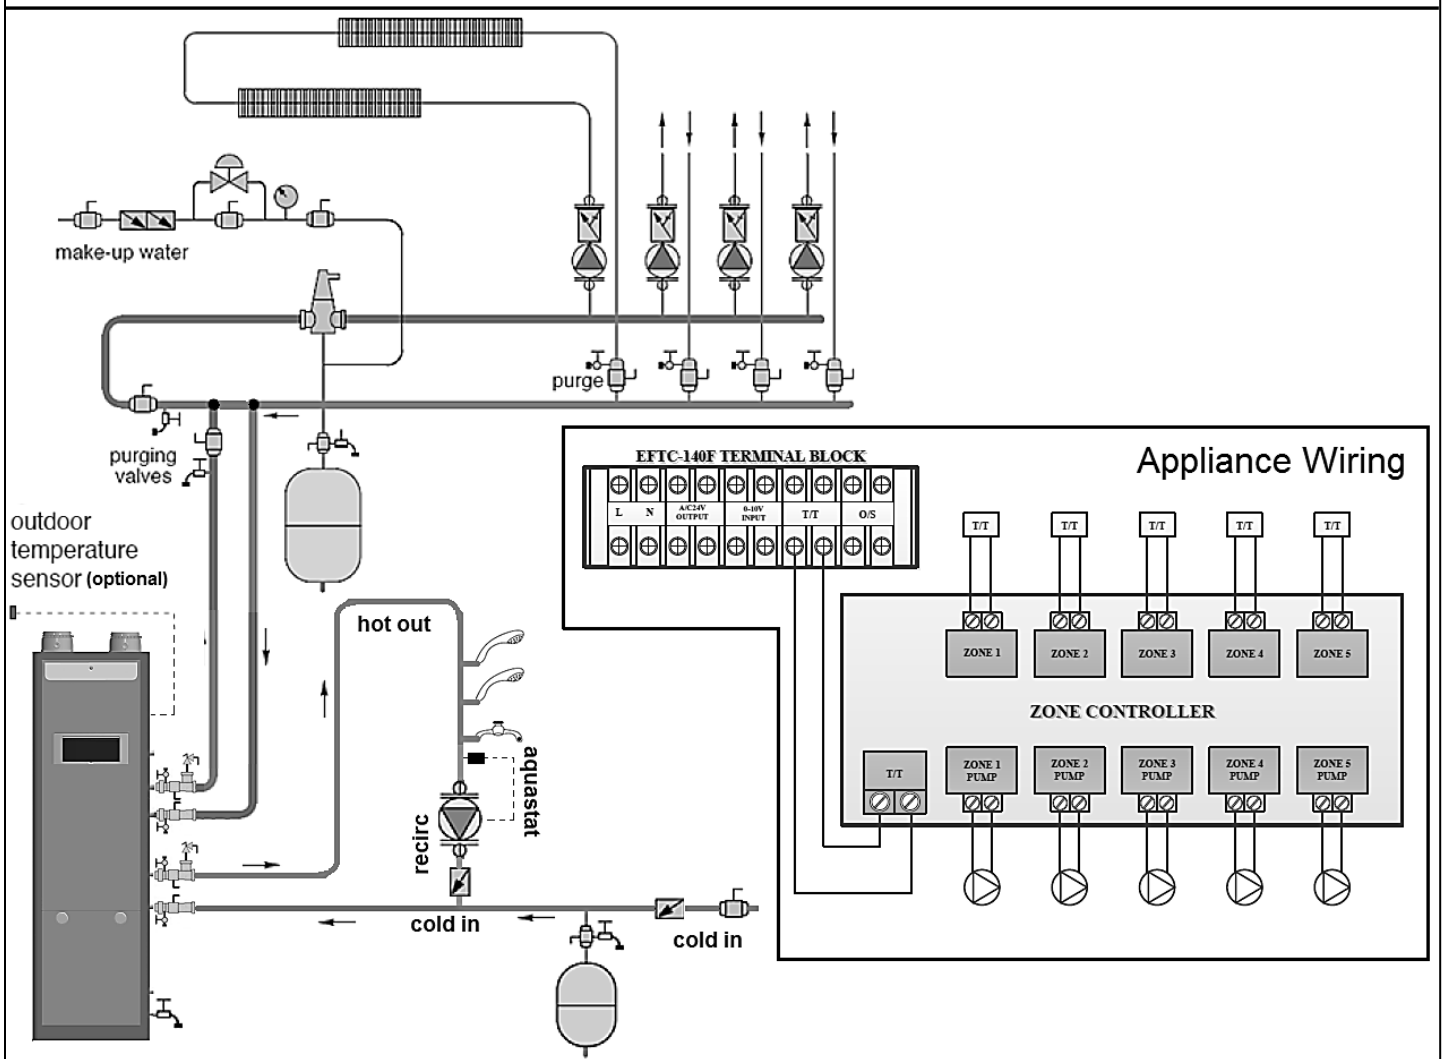 make-up water
purge
purging
valves
outdoor
temperature
sensor (optional)
hot out
aquastat
recirc
cold in
cold in
Appliance Wiring
EFTC-140F TERMINAL BLOCK
L N A/C24V OUTPUT 0-10V INPUT T/T O/S
T/T T/T T/T T/T T/T
ZONE 1 ZONE 2 ZONE 3 ZONE 4 ZONE 5
ZONE CONTROLLER
T/T
ZONE 1 PUMP ZONE 2 PUMP ZONE 3 PUMP ZONE 4 PUMP ZONE 5 PUMP